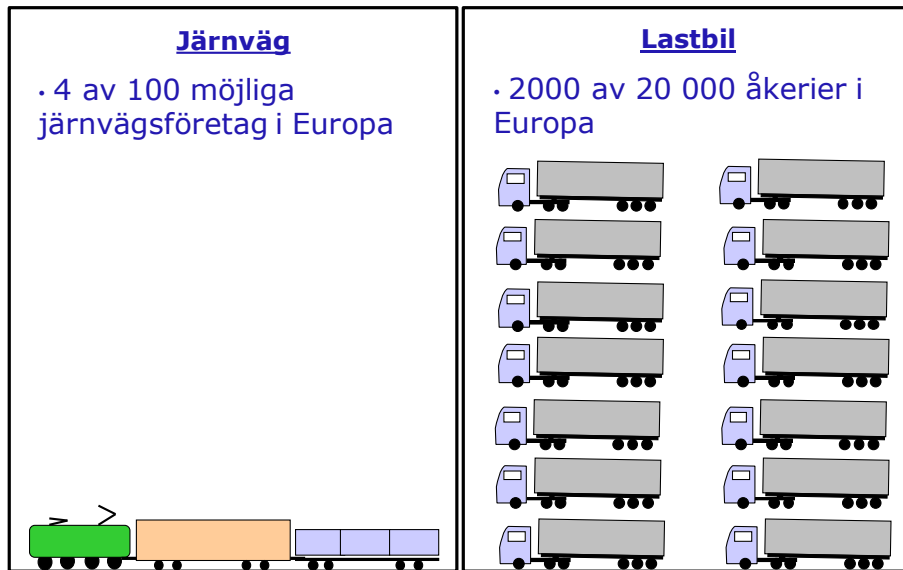 Järnväg
• 4 av 100 möjliga
järnvägsföretag i Europa
Lastbil
• 2000 av 20 000 åkerier i
Europa